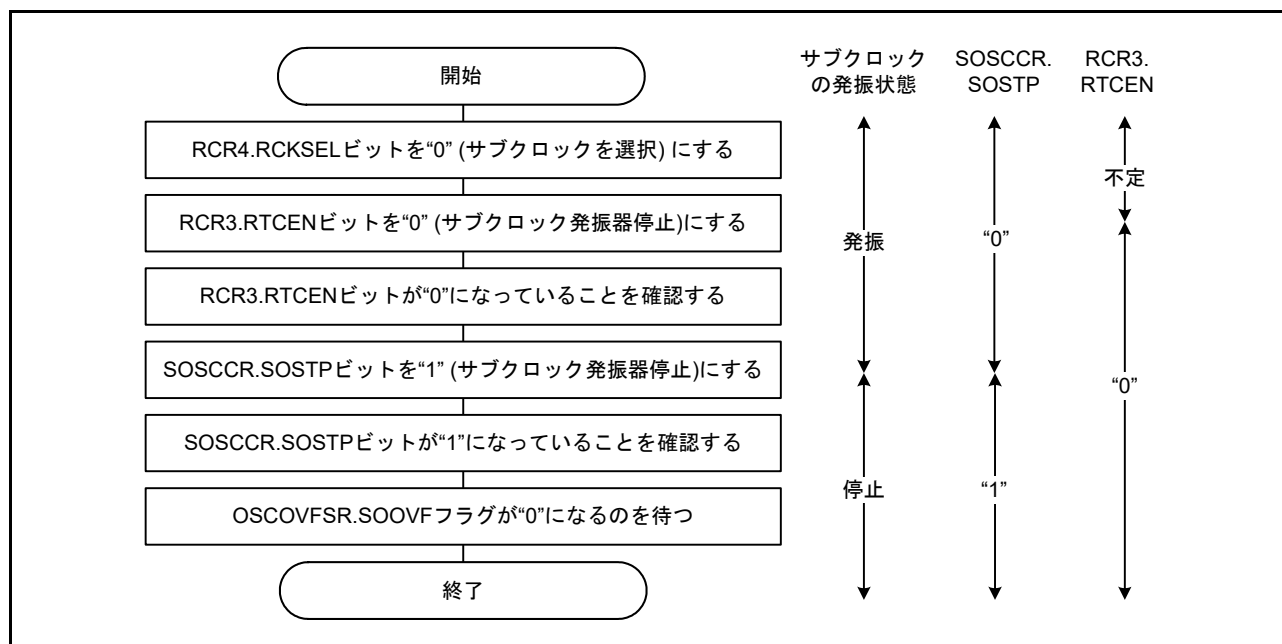 開始
RCR4.RCKSELビットを“0” (サブクロックを選択) にする
RCR3.RTCENビットを“0” (サブクロック発振器停止)にする
RCR3.RTCENビットが“0”になっていることを確認する
SOSCCR.SOSTPビットを“1” (サブクロック発振器停止)にする
SOSCCR.SOSTPビットが“1”になっていることを確認する
OSCOVFSR.SOOVFフラグが“0”になるのを待つ
終了
サブクロック
の発振状態
発振
停止
SOSCCR.
SOSTP
“0”
“1”
RCR3.
RTCEN
不定
“0”